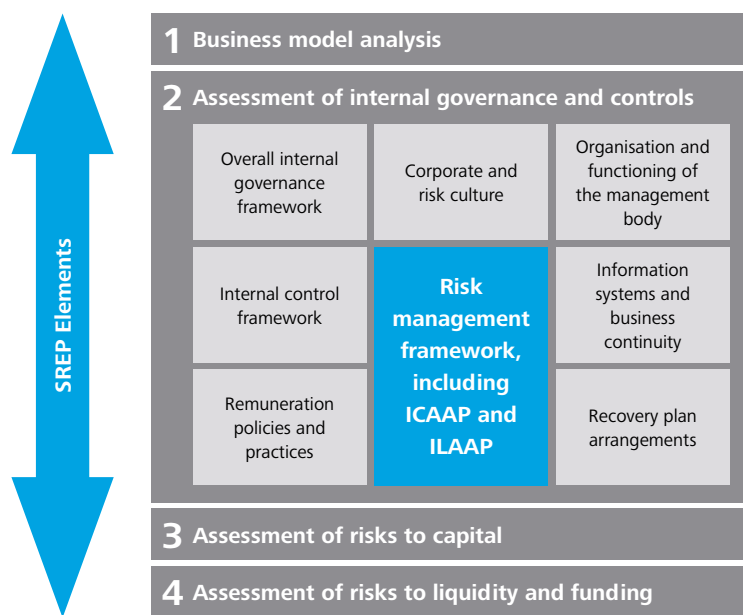 SREP Elements
1 Business model analysis
2 Assessment of internal governance and controls
Overall internal
governance
framework
Corporate and
risk culture
Organisation and
functioning of
the management
body
Internal control
framework
Risk
management
framework,
including
ICAAP and
ILAAP
Information
systems and
business
continuity
Remuneration
policies and
practices
Recovery plan
arrangements
3 Assessment of risks to capital
4 Assessment of risks to liquidity and funding